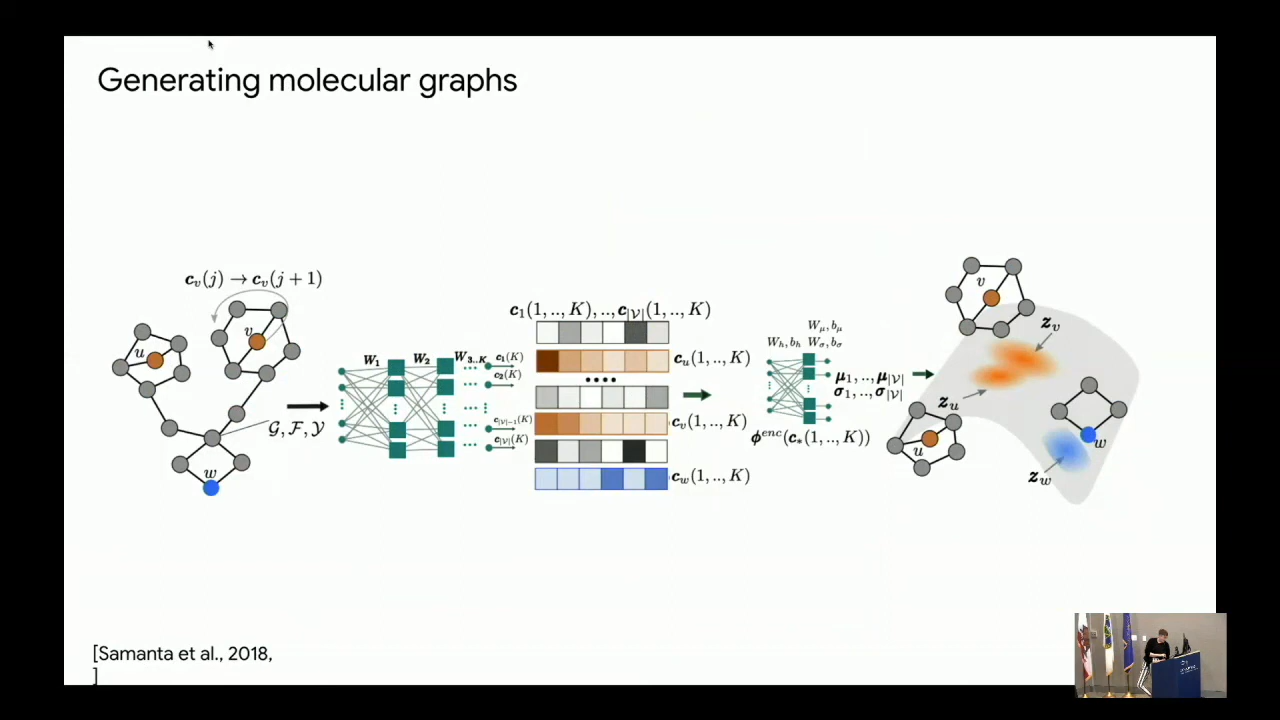 Generating molecular graphs
c_v(j) → c_v(j + 1)
u
v
w
𝒢, ℱ, 𝒴
W_1
W_2
W_{3..K}
c_1(K)
c_2(K)
c_{|𝒱|−1}(K)
c_{|𝒱|}(K)
c_1(1, .., K), .., c_{|𝒱|}(1, .., K)
c_u(1, .., K)
c_v(1, .., K)
c_w(1, .., K)
W_μ, b_μ
W_h, b_h W_σ, b_σ
μ_1, .., μ_{|𝒱|}
σ_1, .., σ_{|𝒱|}
ϕ^{enc}(c_*(1, .., K))
v
z_v
z_u
u
w
z_w
[Samanta et al., 2018,
]